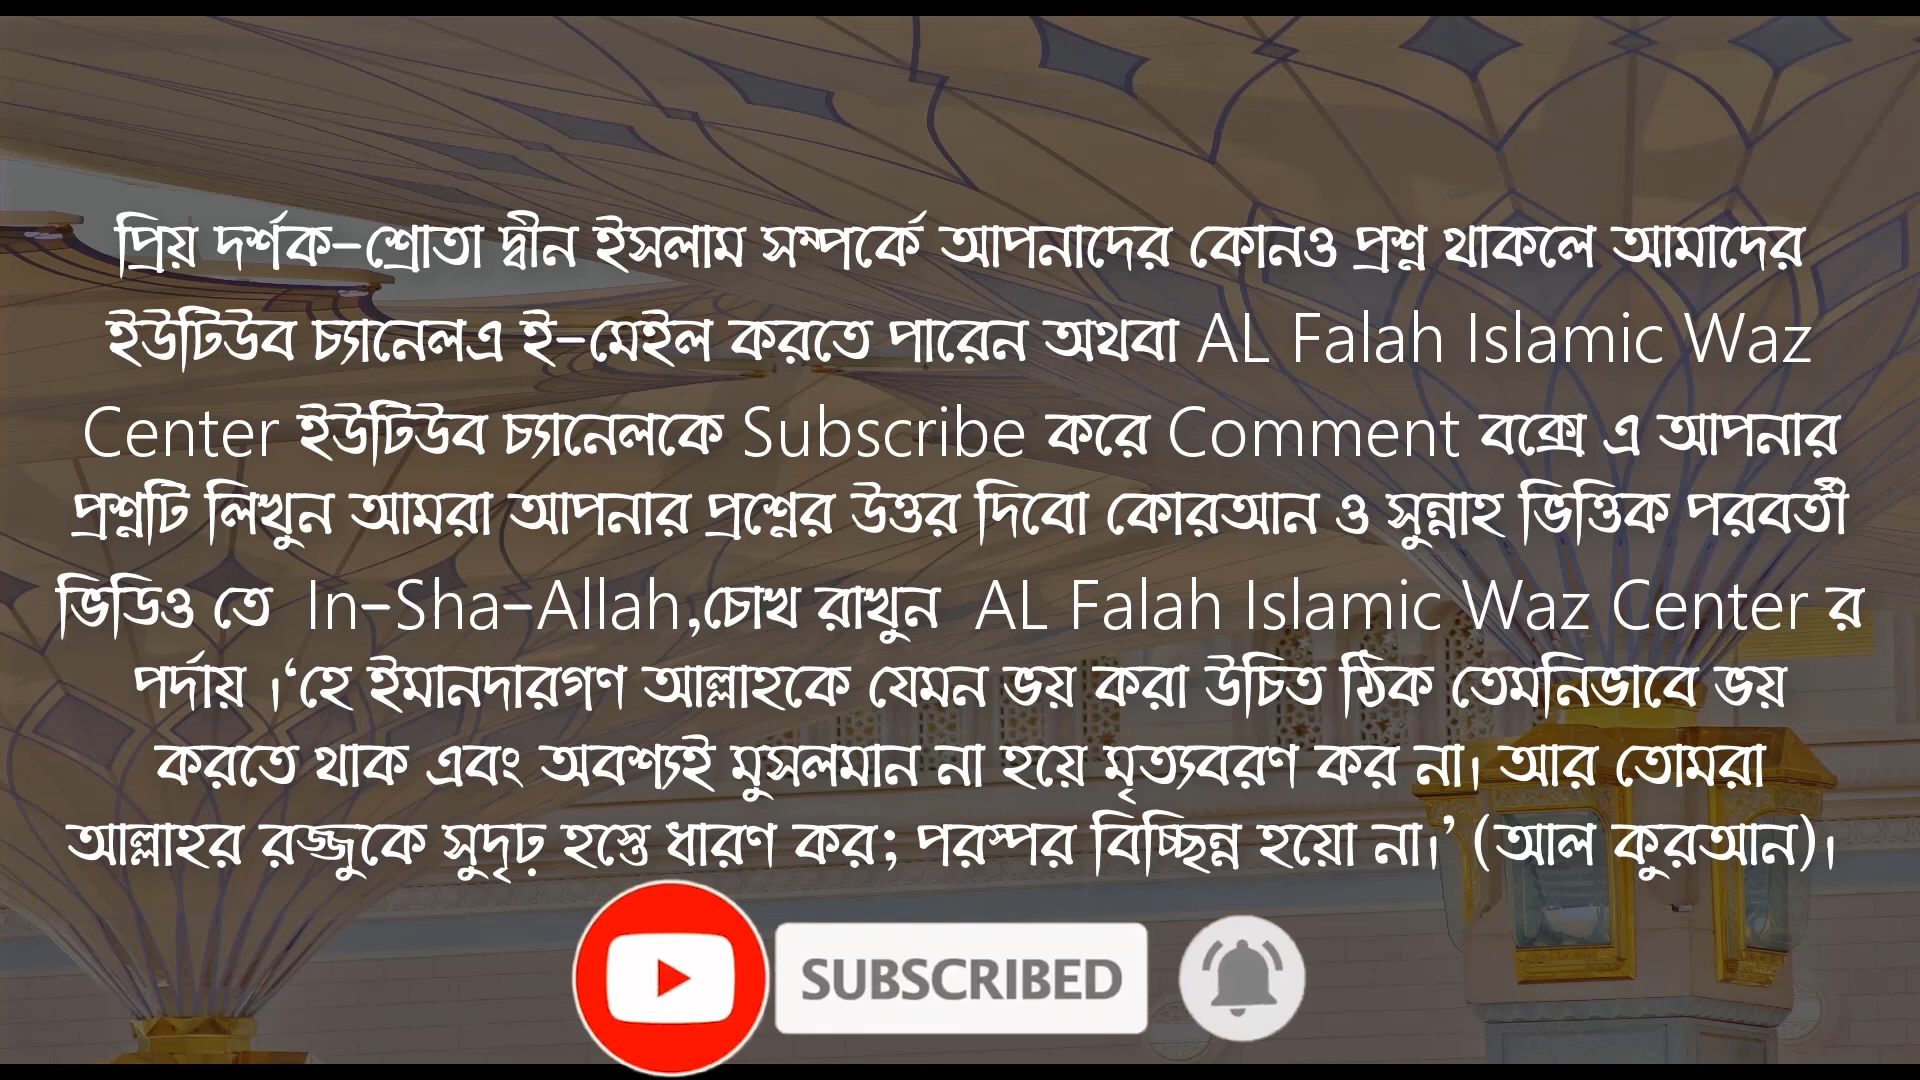 প্রিয় দর্শক-শ্রোতা দ্বীন ইসলাম সম্পর্কে আপনাদের কোনও প্রশ্ন থাকলে আমাদের
ইউটিউব চ্যানেলএ ই-মেইল করতে পারেন অথবা AL Falah Islamic Waz
Center ইউটিউব চ্যানেলকে Subscribe করে Comment বক্সে এ আপনার
প্রশ্নটি লিখুন আমরা আপনার প্রশ্নের উত্তর দিবো কোরআন ও সুন্নাহ ভিত্তিক পরবর্তী
ভিডিও তে In-Sha-Allah,চোখ রাখুন AL Falah Islamic Waz Center র
পর্দায় ।‘হে ইমানদারগণ আল্লাহকে যেমন ভয় করা উচিত ঠিক তেমনিভাবে ভয়
করতে থাক এবং অবশ্যই মুসলমান না হয়ে মৃত্যবরণ কর না। আর তোমরা
আল্লাহর রজ্জুকে সুদৃঢ় হস্তে ধারণ কর; পরস্পর বিচ্ছিন্ন হয়ো না।’ (আল কুরআন)।
SUBSCRIBED